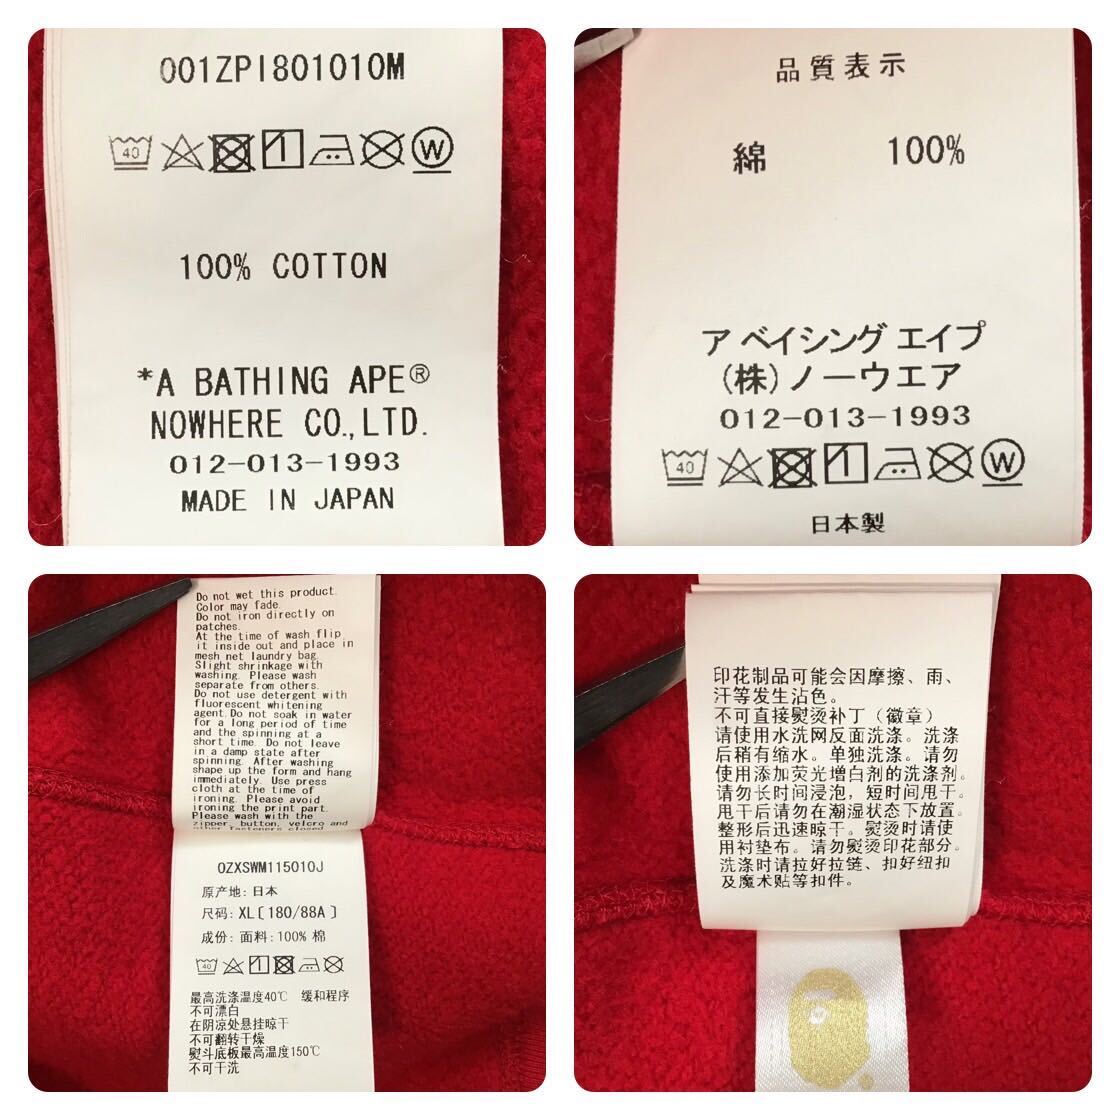 001ZPI801010M
40
W
100% COTTON
*A BATHING APE®
NOWHERE CO.,LTD.
012-013-1993
MADE IN JAPAN
品質表示
綿 100%
ア ベイシング エイプ
(株)ノーウエア
012-013-1993
40
W
日本製
Do not wet this product.
Color may fade.
Do not iron directly on
patches.
At the time of wash flip
it inside out and place in
mesh net laundry bag.
Slight shrinkage with
washing. Please wash
separate from others.
Do not use detergent with
fluorescent whitening
agent.Do not soak in water
for a long period of time
and the spinning at a
short time. Do not leave
in a damp state after
spinning. After washing
shape up the form and hang
immediately. Use press
cloth at the time of
ironing. Please avoid
ironing the print part.
Please wash with the
zipper, button, velcro and
other fasteners closed
0ZXSWM115010J
原产地: 日本
尺码: XL〔180/88A〕
成份: 面料:100% 棉
40
最高洗涤温度40℃ 缓和程序
不可漂白
在阴凉处悬挂晾干
不可翻转干燥
熨斗底板最高温度150℃
不可干洗
印花制品可能会因摩擦、雨、
汗等发生沾色。
不可直接熨烫补丁（徽章）
请使用水洗网反面洗涤。洗涤
后稍有缩水。单独洗涤。请勿
使用添加荧光增白剂的洗涤剂。
请勿长时间浸泡，短时间甩干。
甩干后请勿在潮湿状态下放置。
整形后迅速晾干。熨烫时请使
用衬垫布。请勿熨烫印花部分。
洗涤时请拉好拉链、扣好纽扣
及魔术贴等扣件。
®